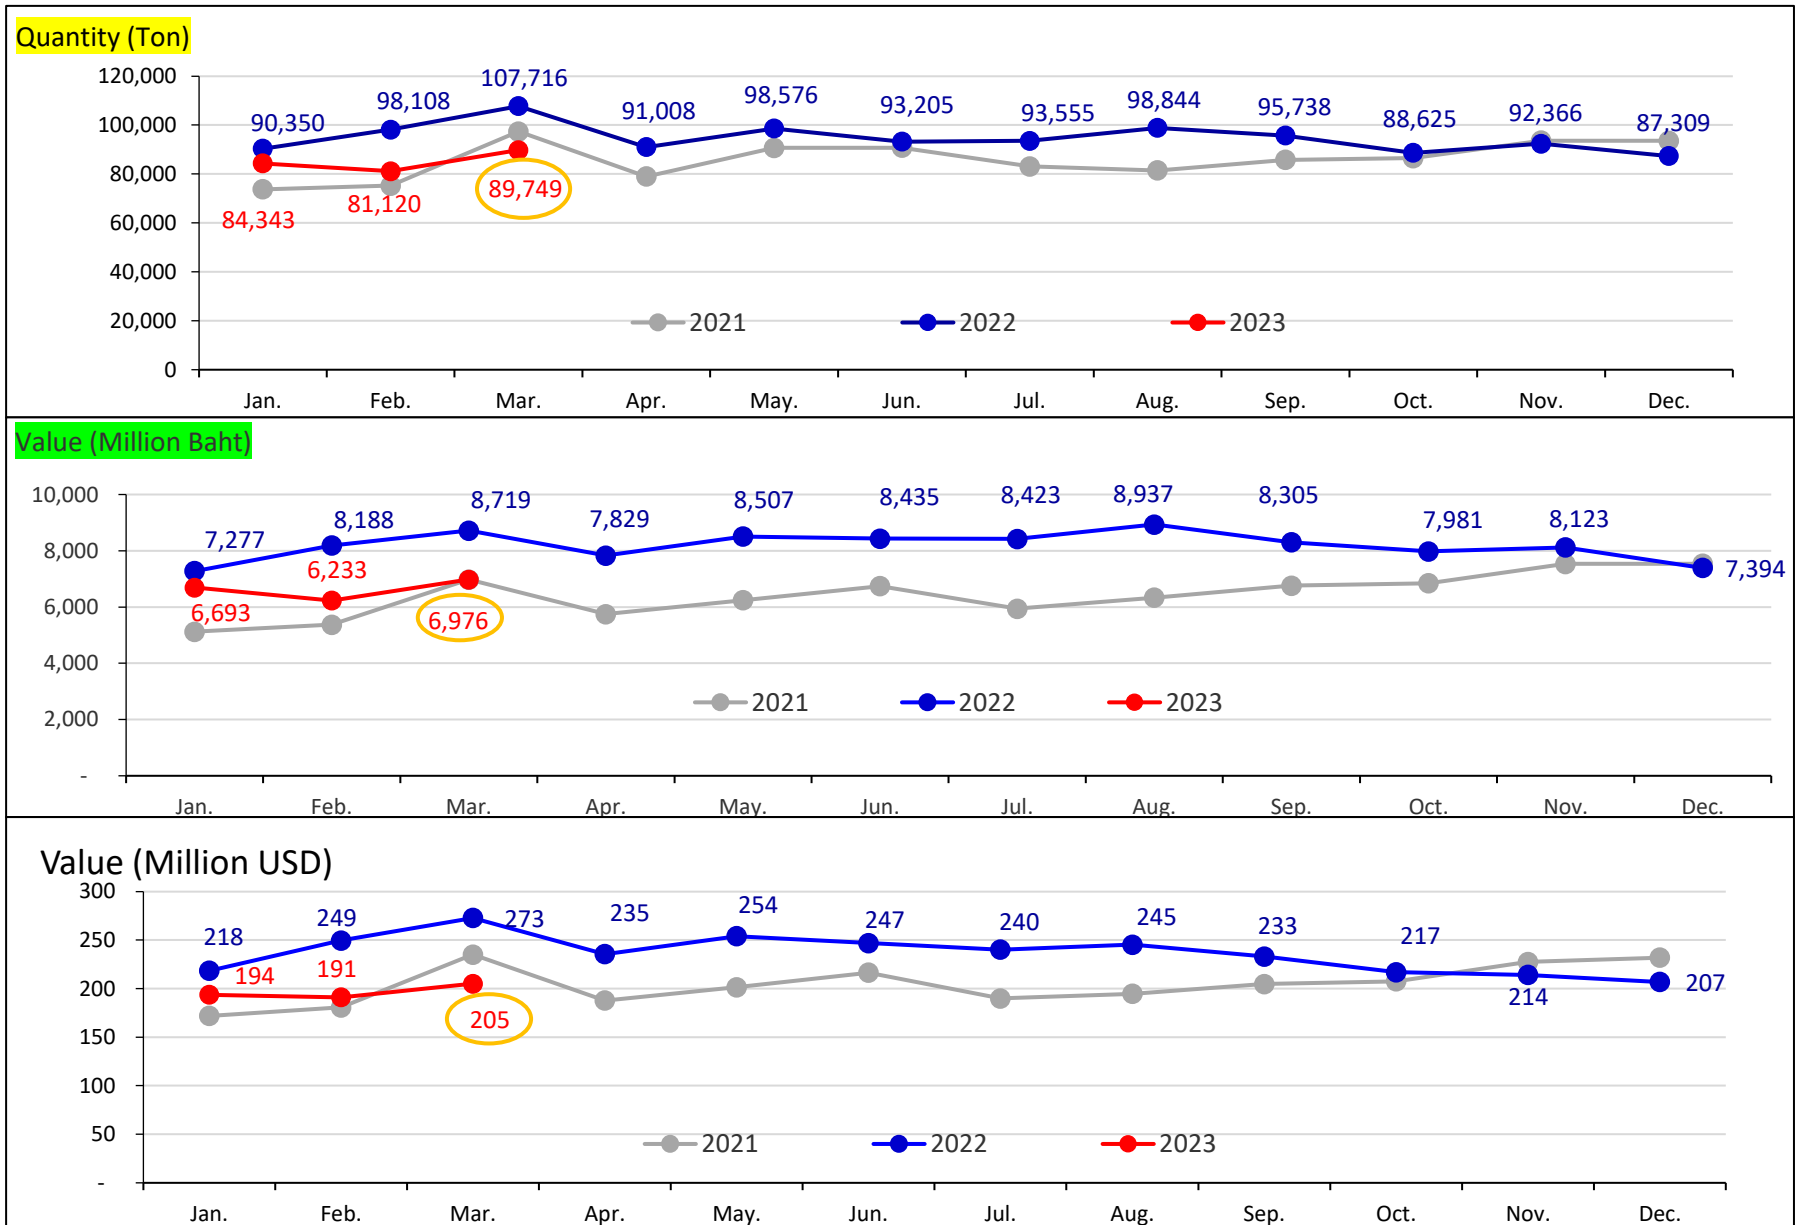 Quantity (Ton)
120,000
100,000
80,000
60,000
40,000
20,000
0
90,350 98,108 107,716 91,008 98,576 93,205 93,555 98,844 95,738 88,625 92,366 87,309
84,343 81,120 89,749
2021 2022 2023
Jan. Feb. Mar. Apr. May. Jun. Jul. Aug. Sep. Oct. Nov. Dec.
Value (Million Baht)
10,000
8,000
6,000
4,000
2,000
-
7,277 8,188 8,719 7,829 8,507 8,435 8,423 8,937 8,305 7,981 8,123 7,394
6,693 6,233 6,976
2021 2022 2023
Jan. Feb. Mar. Apr. May. Jun. Jul. Aug. Sep. Oct. Nov. Dec.
Value (Million USD)
300
250
200
150
100
50
-
218 249 273 235 254 247 240 245 233 217 214 207
194 191 205
2021 2022 2023
Jan. Feb. Mar. Apr. May. Jun. Jul. Aug. Sep. Oct. Nov. Dec.